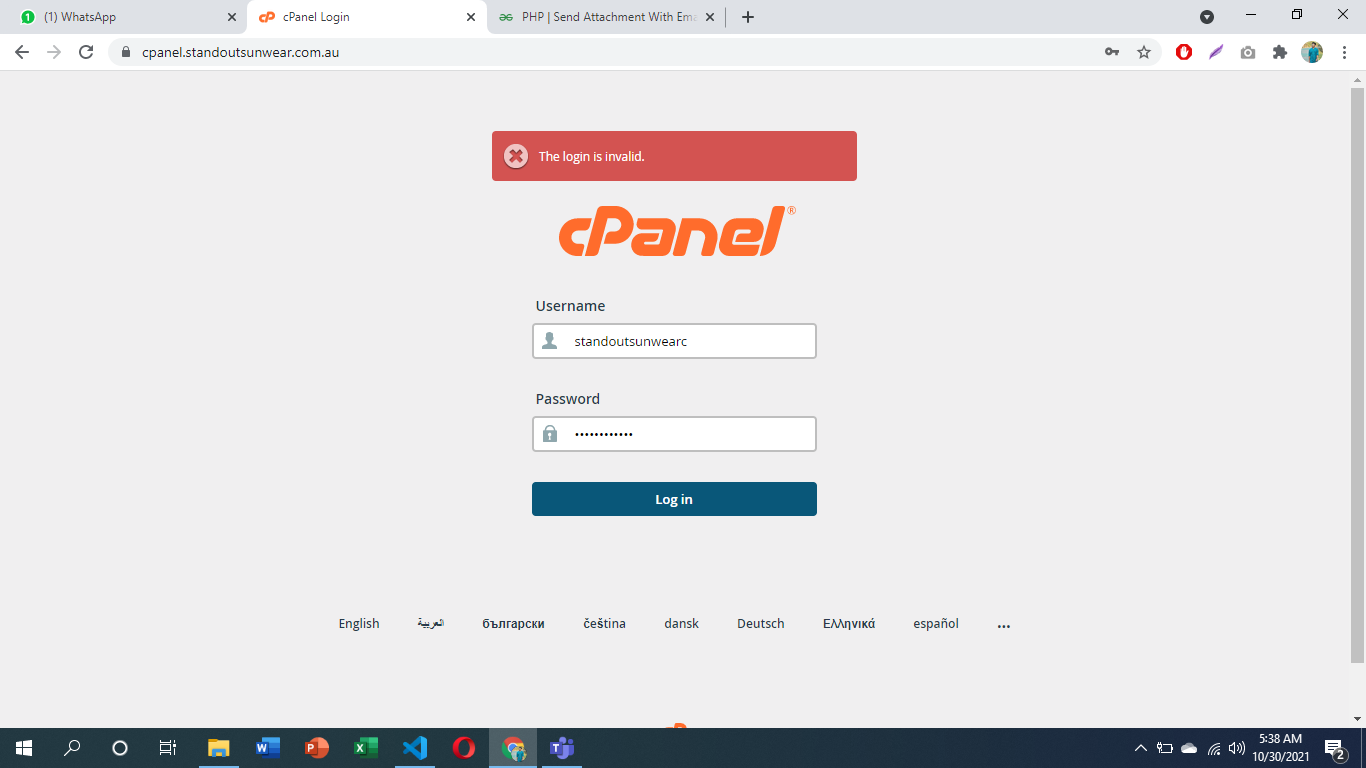 (1) WhatsApp
cPanel Login
PHP | Send Attachment With Ema
cpanel.standoutsunwear.com.au
The login is invalid.
cPanel®
Username
standoutsunwearc
Password
••••••••••••
Log in
English العربية български čeština dansk Deutsch Ελληνικά español ...
5:38 AM
10/30/2021
2